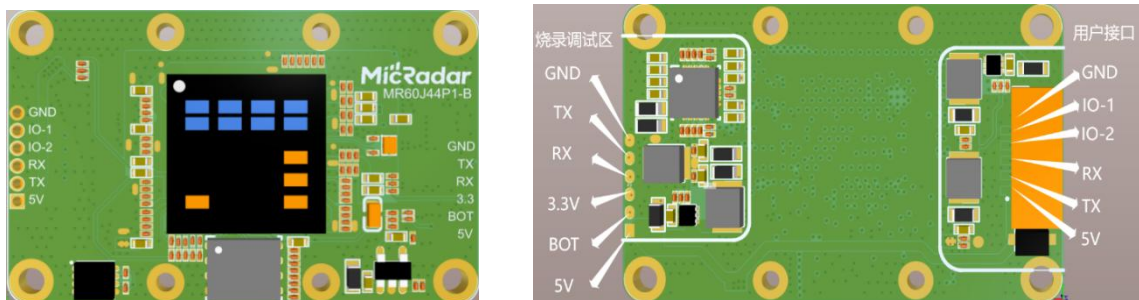 MicRadar
MR60J44P1-B
GND
IO-1
IO-2
RX
TX
5V
GND
TX
RX
3.3
BOT
5V
烧录调试区
GND
TX
RX
3.3V
BOT
5V
用户接口
GND
IO-1
IO-2
RX
TX
5V